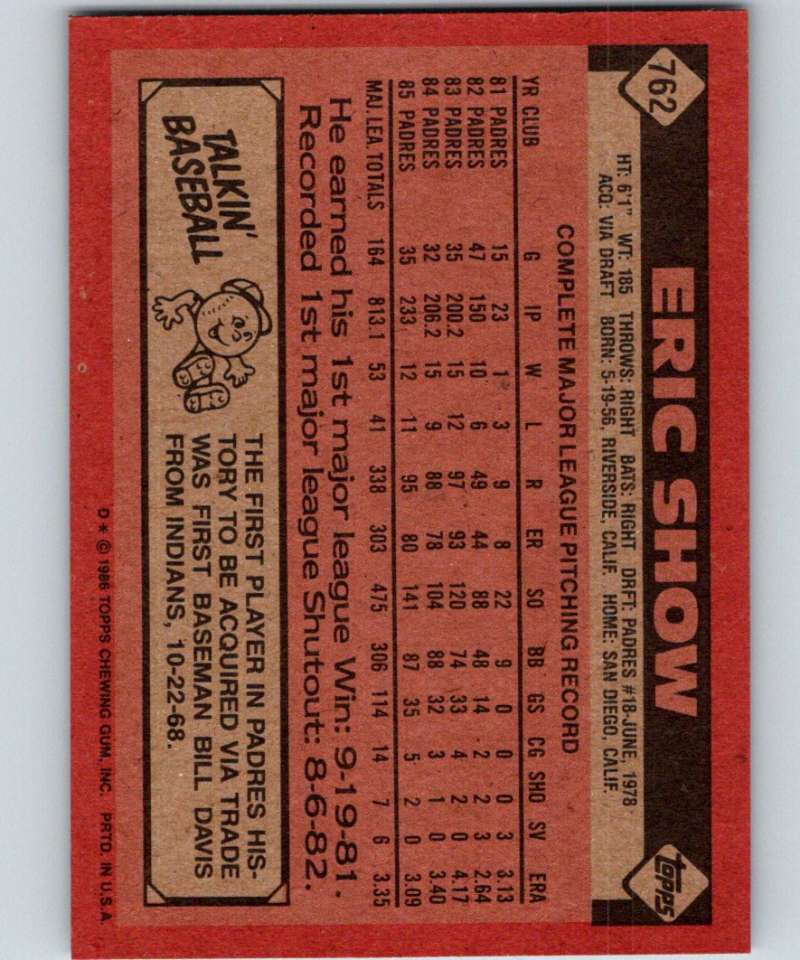 762
ERIC SHOW
topps
HT: 6'1" WT: 185 THROWS: RIGHT BATS: RIGHT DRFT: PADRES #18-JUNE, 1978
ACQ: VIA DRAFT BORN: 5-19-56, RIVERSIDE, CALIF. HOME: SAN DIEGO, CALIF.
COMPLETE MAJOR LEAGUE PITCHING RECORD
YR CLUB G IP W L R ER SO BB GS CG SHO SV ERA
81 PADRES 15 23 1 3 9 8 22 9 0 0 0 3 3.13
82 PADRES 47 150 10 6 49 44 88 48 14 2 2 3 2.64
83 PADRES 35 200.2 15 12 97 93 120 74 33 4 2 0 4.17
84 PADRES 32 206.2 15 9 88 78 104 88 32 3 1 0 3.40
85 PADRES 35 233 12 11 95 80 141 87 35 5 2 0 3.09
MAJ. LEA. TOTALS 164 813.1 53 41 338 303 475 306 114 14 7 6 3.35
He earned his 1st major league Win: 9-19-81.
Recorded 1st major league Shutout: 8-6-82.
TALKIN'
BASEBALL
THE FIRST PLAYER IN PADRES HIS-
TORY TO BE ACQUIRED VIA TRADE
WAS FIRST BASEMAN BILL DAVIS
FROM INDIANS, 10-22-68.
D* © 1986 TOPPS CHEWING GUM, INC. PRTD. IN U.S.A.